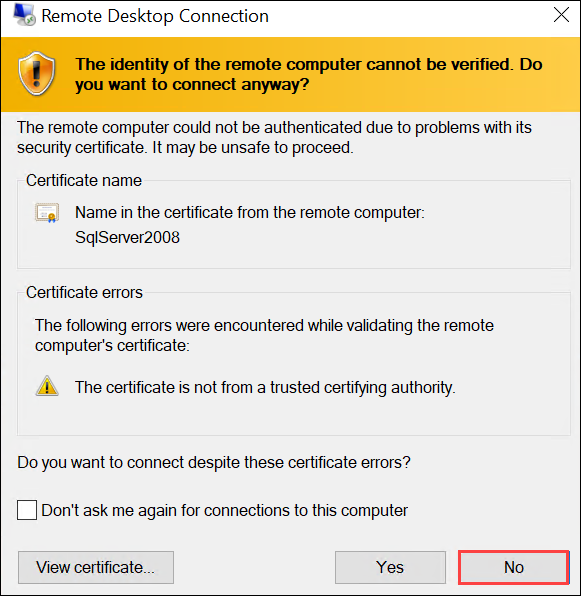 Remote Desktop Connection
The identity of the remote computer cannot be verified. Do
you want to connect anyway?
The remote computer could not be authenticated due to problems with its
security certificate. It may be unsafe to proceed.
Certificate name
Name in the certificate from the remote computer:
SqlServer2008
Certificate errors
The following errors were encountered while validating the remote
computer's certificate:
The certificate is not from a trusted certifying authority.
Do you want to connect despite these certificate errors?
Don't ask me again for connections to this computer
View certificate... Yes No